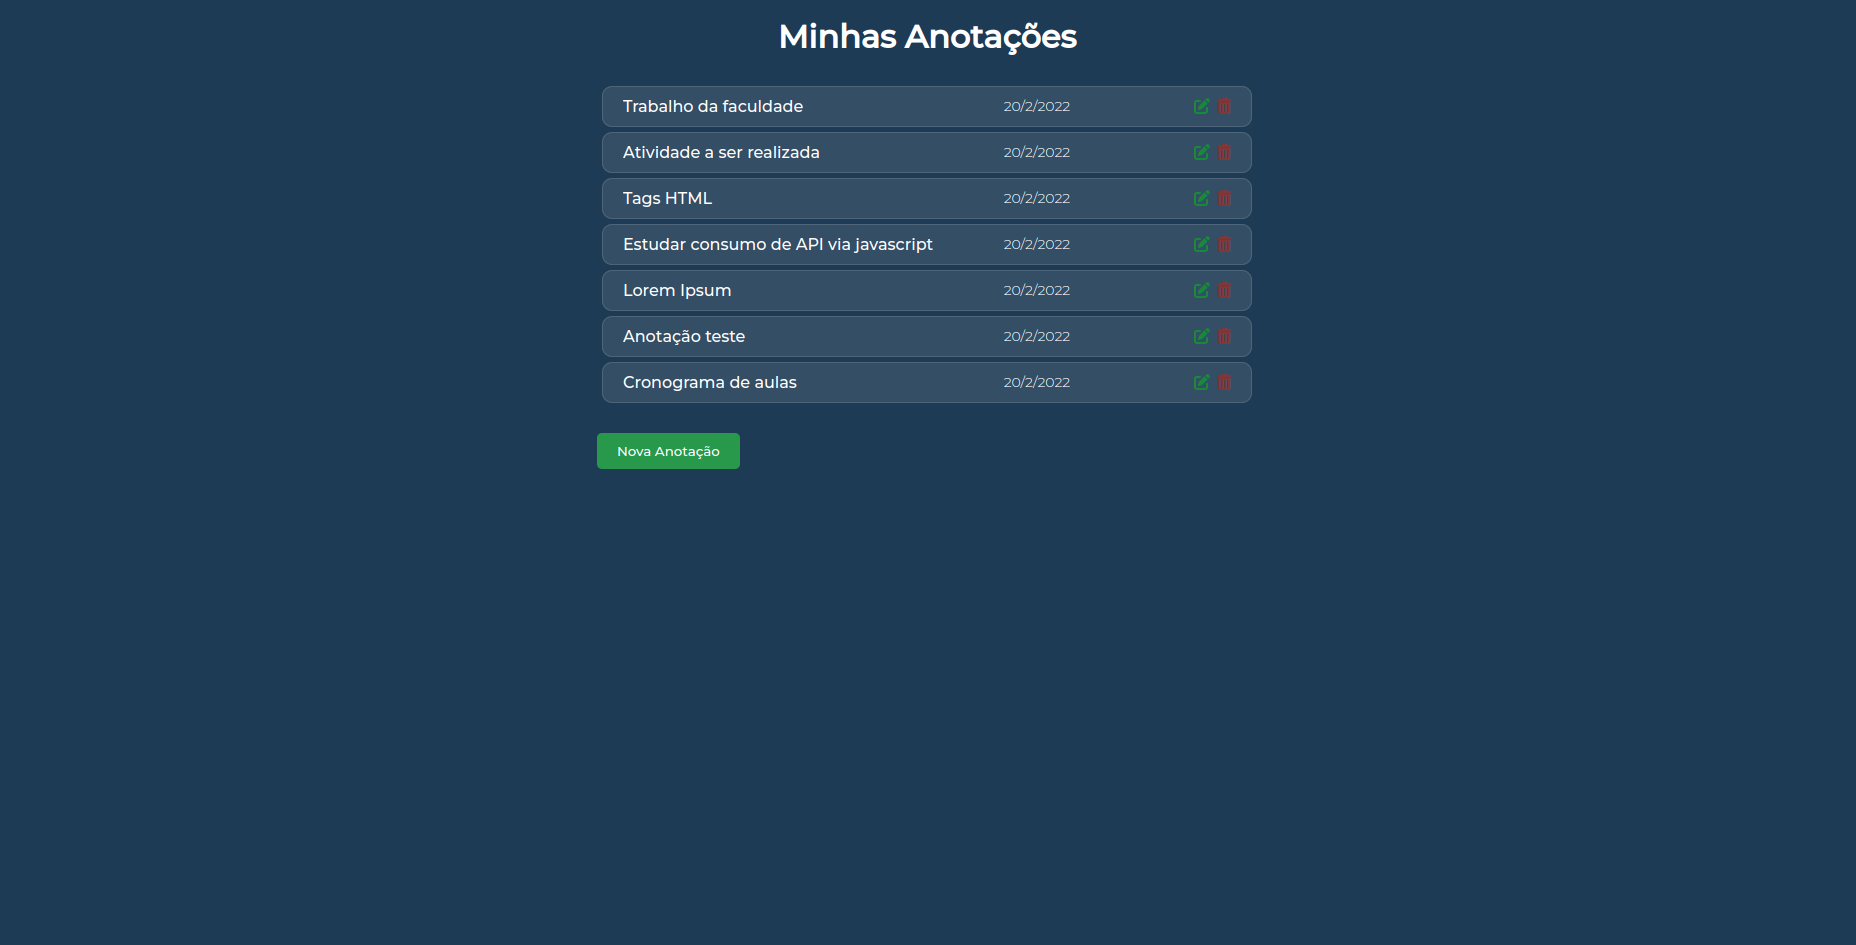 Minhas Anotações
Trabalho da faculdade 20/2/2022
Atividade a ser realizada 20/2/2022
Tags HTML 20/2/2022
Estudar consumo de API via javascript 20/2/2022
Lorem Ipsum 20/2/2022
Anotação teste 20/2/2022
Cronograma de aulas 20/2/2022
Nova Anotação